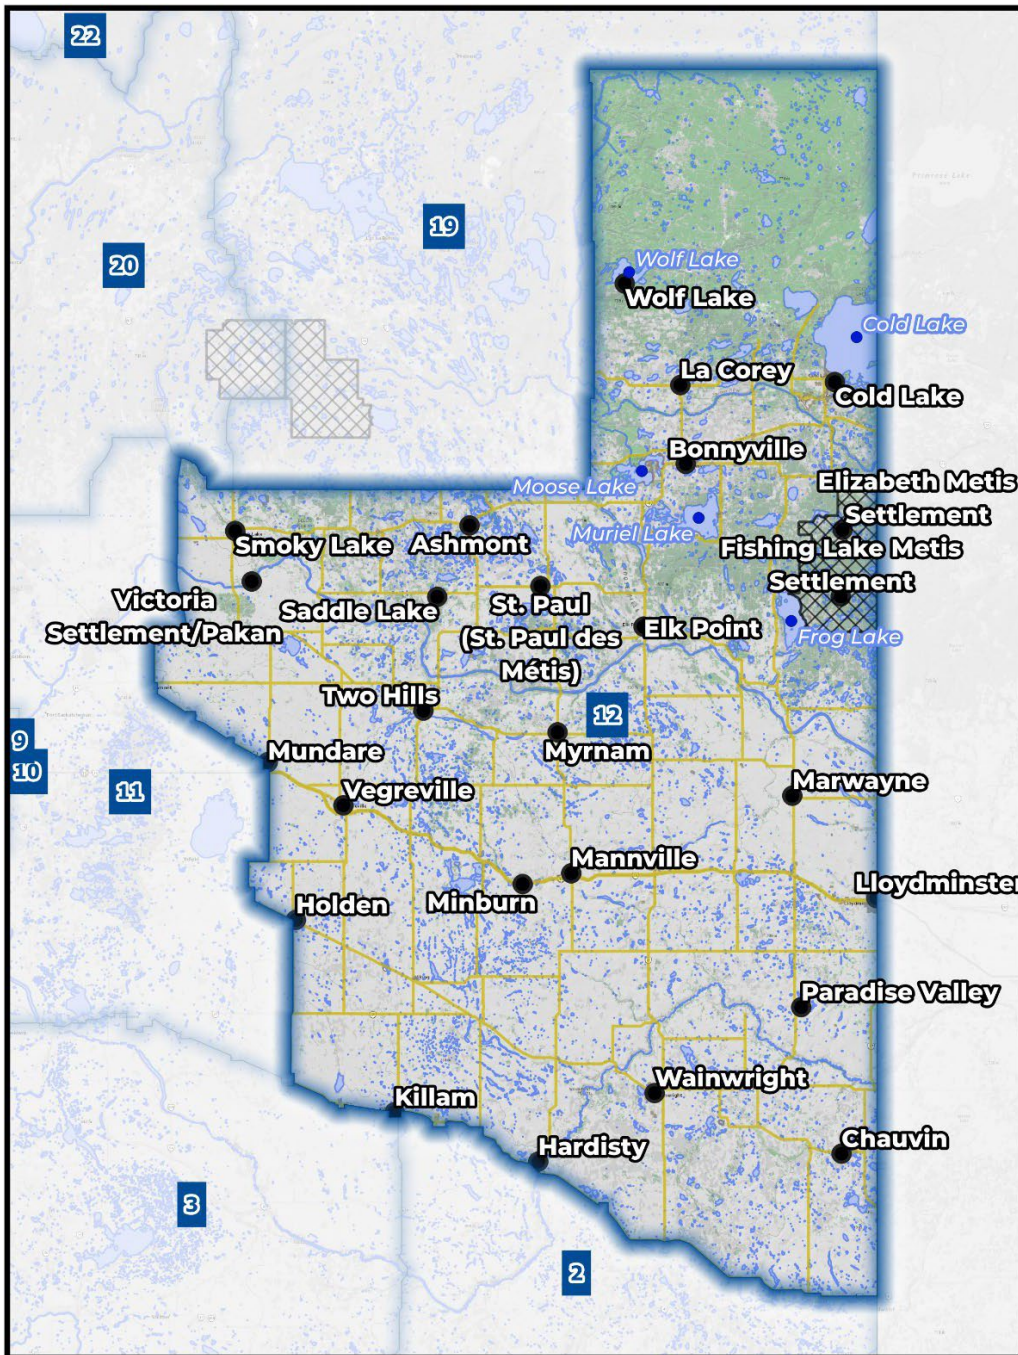 22
19
20
Wolf Lake
Wolf Lake
Cold Lake
La Corey
Cold Lake
Bonnyville
Moose Lake
Elizabeth Metis
Settlement
Muriel Lake
Smoky Lake
Ashmont
Fishing Lake Metis
Settlement
Victoria
Settlement/Pakan
Saddle Lake
St. Paul
(St. Paul des
Métis)
Elk Point
Frog Lake
Two Hills
12
9
10
11
Mundare
Myrnam
Vegreville
Marwayne
Mannville
Minburn
Lloydminster
Holden
Paradise Valley
Wainwright
Killam
Hardisty
Chauvin
3
2